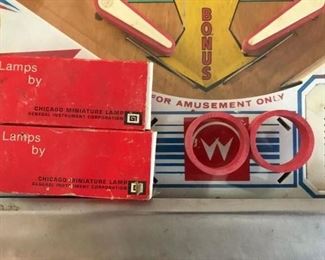 BONUS
FOR AMUSEMENT ONLY
Lamps
by
CHICAGO MINIATURE LAMPS
GENERAL INSTRUMENT CORPORATION
W
Lamps
by
CHICAGO MINIATURE LAMPS
GENERAL INSTRUMENT CORPORATION